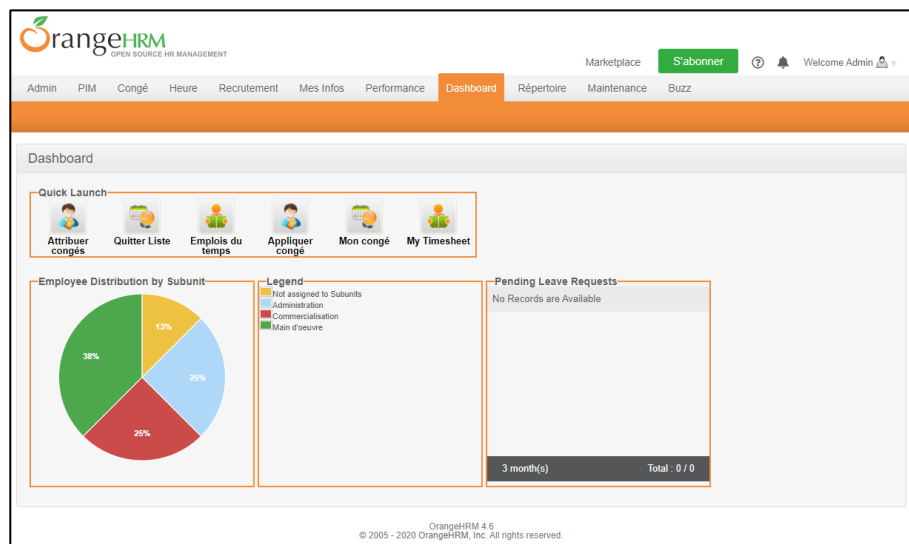 OrangeHRM
OPEN SOURCE HR MANAGEMENT
Marketplace S'abonner Welcome Admin
Admin PIM Congé Heure Recrutement Mes Infos Performance Dashboard Répertoire Maintenance Buzz
Dashboard
Quick Launch
Attribuer congés
Quitter Liste
Emplois du temps
Appliquer congé
Mon congé
My Timesheet
Employee Distribution by Subunit
13%
38%
25%
25%
Legend
Not assigned to Subunits
Administration
Commercialisation
Main d'oeuvre
Pending Leave Requests
No Records are Available
3 month(s) Total : 0 / 0
OrangeHRM 4.6
© 2005 - 2020 OrangeHRM, Inc. All rights reserved.